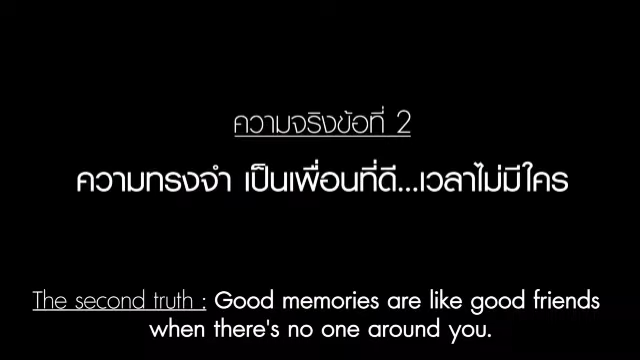 ความจริงข้อที่ 2
ความทรงจำ เป็นเพื่อนที่ดี...เวลาไม่มีใคร
The second truth : Good memories are like good friends
when there's no one around you.